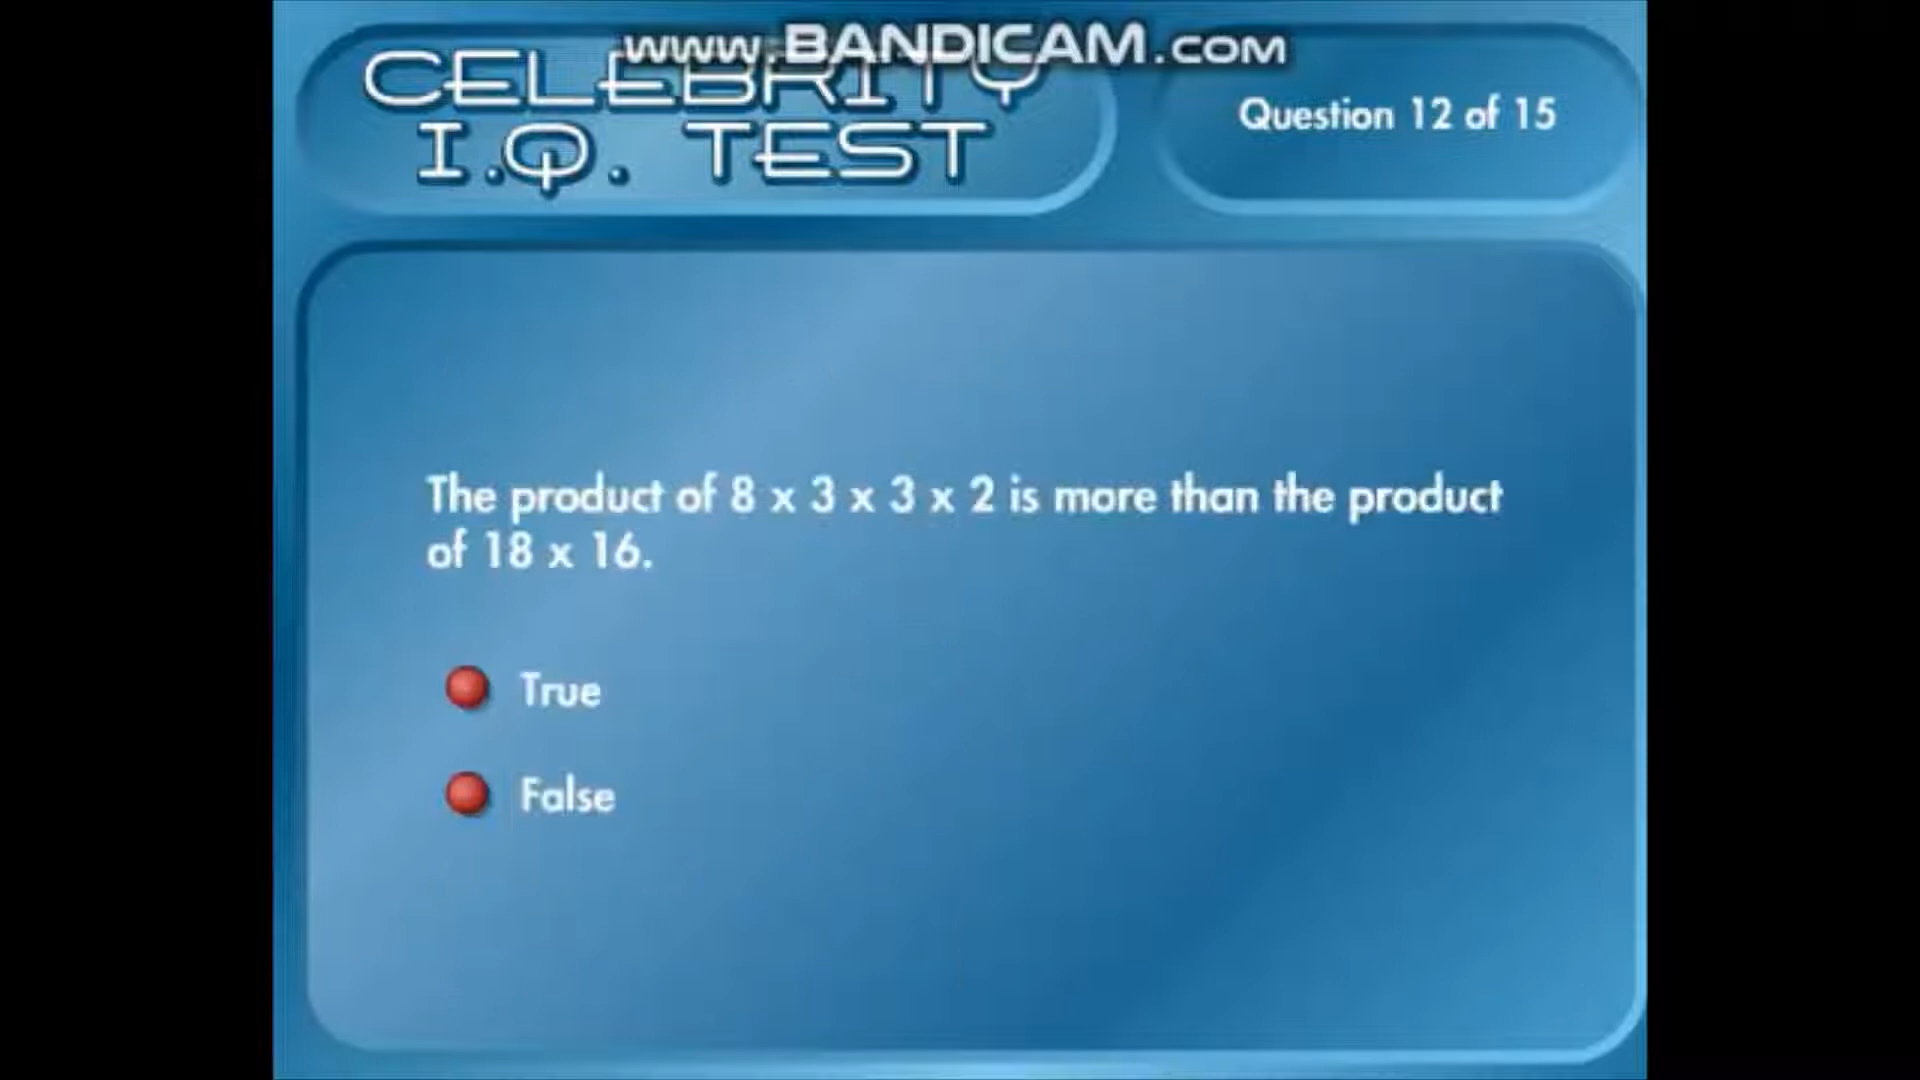 www.BANDICAM.com
CELEBRITY
I.Q. TEST
Question 12 of 15
The product of 8 x 3 x 3 x 2 is more than the product
of 18 x 16.
True
False